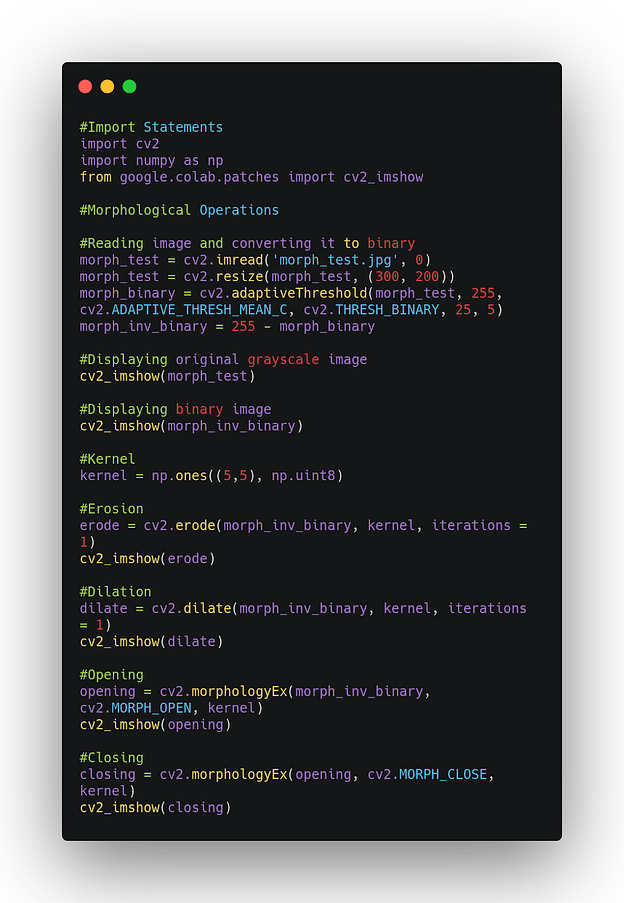 #Import Statements
import cv2
import numpy as np
from google.colab.patches import cv2_imshow
#Morphological Operations
#Reading image and converting it to binary
morph_test = cv2.imread('morph_test.jpg', 0)
morph_test = cv2.resize(morph_test, (300, 200))
morph_binary = cv2.adaptiveThreshold(morph_test, 255,
cv2.ADAPTIVE_THRESH_MEAN_C, cv2.THRESH_BINARY, 25, 5)
morph_inv_binary = 255 - morph_binary
#Displaying original grayscale image
cv2_imshow(morph_test)
#Displaying binary image
cv2_imshow(morph_inv_binary)
#Kernel
kernel = np.ones((5,5), np.uint8)
#Erosion
erode = cv2.erode(morph_inv_binary, kernel, iterations =
1)
cv2_imshow(erode)
#Dilation
dilate = cv2.dilate(morph_inv_binary, kernel, iterations
= 1)
cv2_imshow(dilate)
#Opening
opening = cv2.morphologyEx(morph_inv_binary,
cv2.MORPH_OPEN, kernel)
cv2_imshow(opening)
#Closing
closing = cv2.morphologyEx(opening, cv2.MORPH_CLOSE,
kernel)
cv2_imshow(closing)